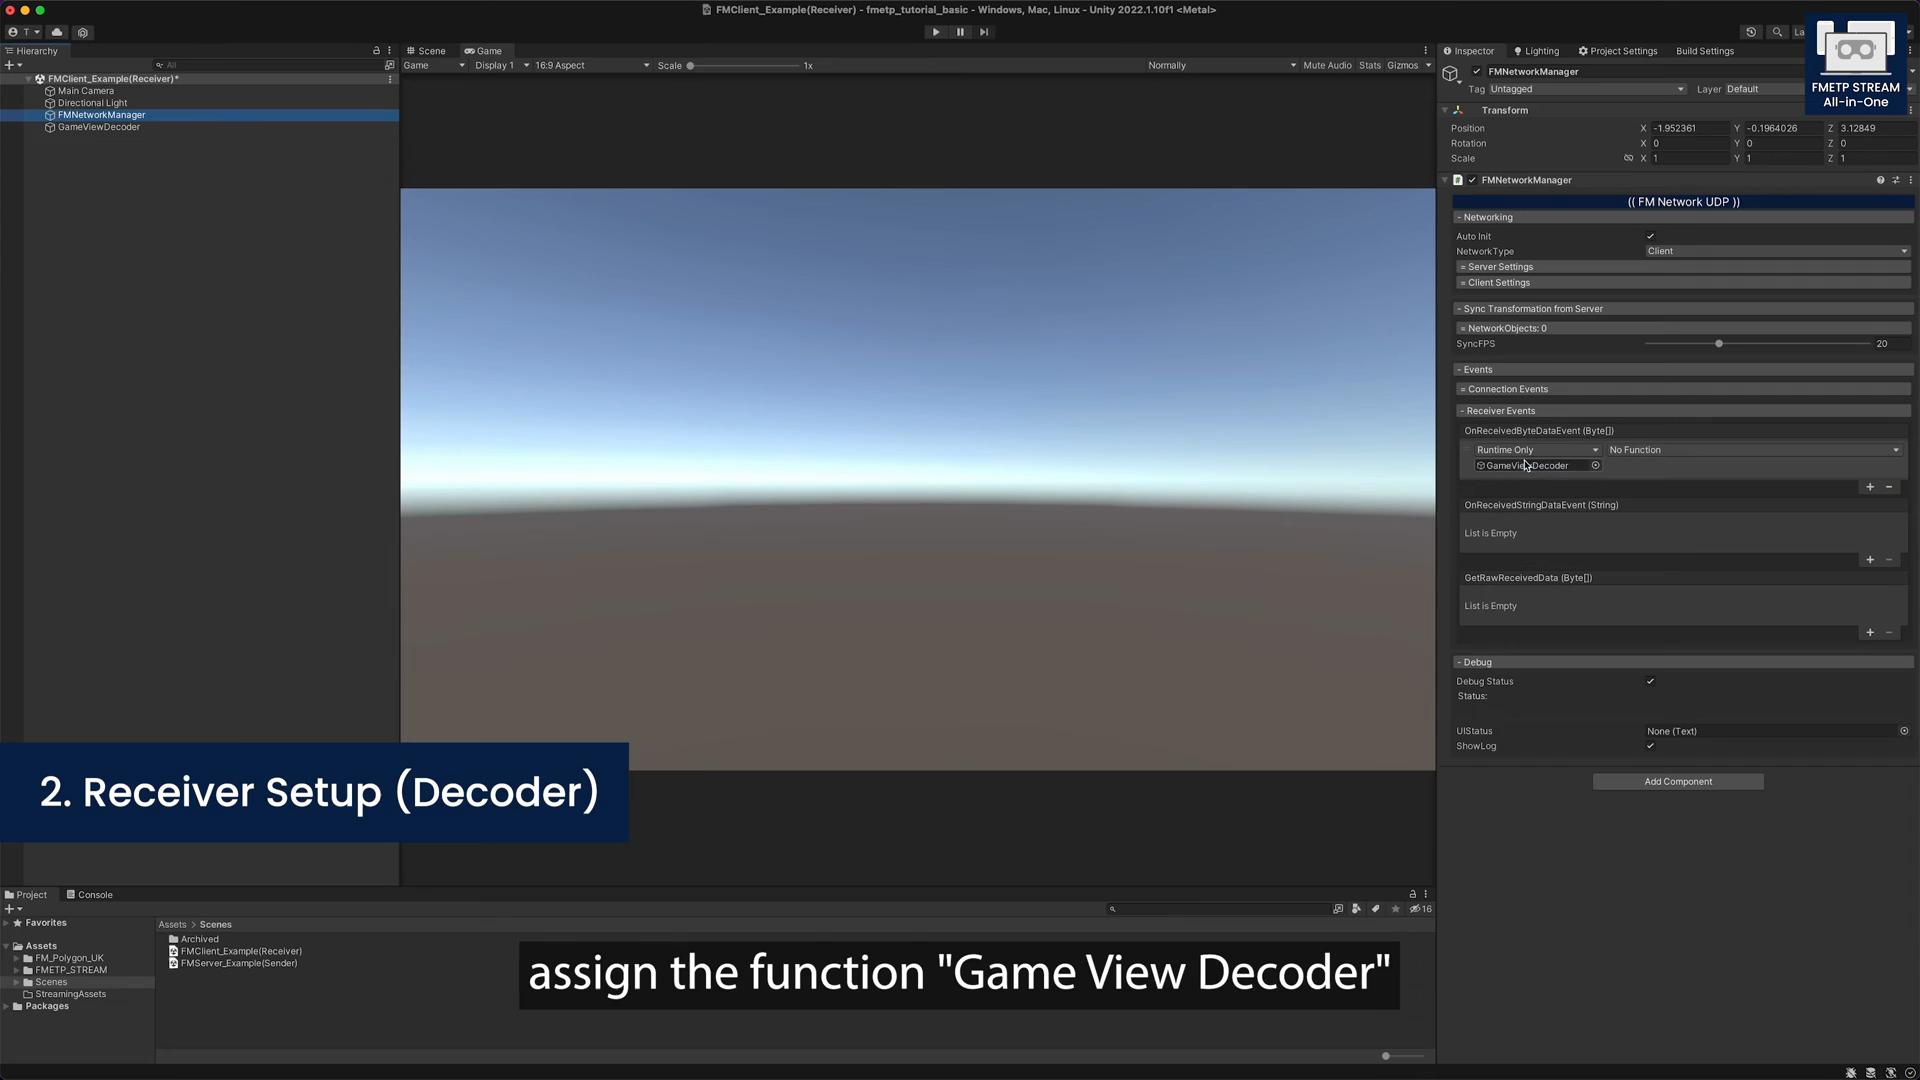 FMClient_Example(Receiver) - fmetp_tutorial_basic - Windows, Mac, Linux - Unity 2022.1.10f1 <Metal>
T
Hierarchy
All
FMClient_Example(Receiver)*
Main Camera
Directional Light
FMNetworkManager
GameViewDecoder
Scene
Game
Game
Display 1
16:9 Aspect
Scale
1x
Normally
Mute Audio
Stats
Gizmos
Inspector
Lighting
Project Settings
Build Settings
FMETP STREAM
All-in-One
FMNetworkManager
Tag Untagged
Layer Default
Transform
Position X -1.952361 Y -0.1964026 Z 3.12849
Rotation X 0 Y 0 Z 0
Scale X 1 Y 1 Z 1
FMNetworkManager
(( FM Network UDP ))
- Networking
Auto Init
NetworkType Client
= Server Settings
= Client Settings
- Sync Transformation from Server
= NetworkObjects: 0
SyncFPS 20
- Events
= Connection Events
- Receiver Events
OnReceivedByteDataEvent (Byte[])
Runtime Only No Function
GameViewDecoder
+ -
OnReceivedStringDataEvent (String)
List is Empty
+ -
GetRawReceivedData (Byte[])
List is Empty
+ -
- Debug
Debug Status
Status:
UIStatus None (Text)
ShowLog
Add Component
2. Receiver Setup (Decoder)
Project
Console
16
Favorites
Assets
FM_Polygon_UK
FMETP_STREAM
Scenes
StreamingAssets
Packages
Assets > Scenes
Archived
FMClient_Example(Receiver)
FMServer_Example(Sender)
assign the function "Game View Decoder"